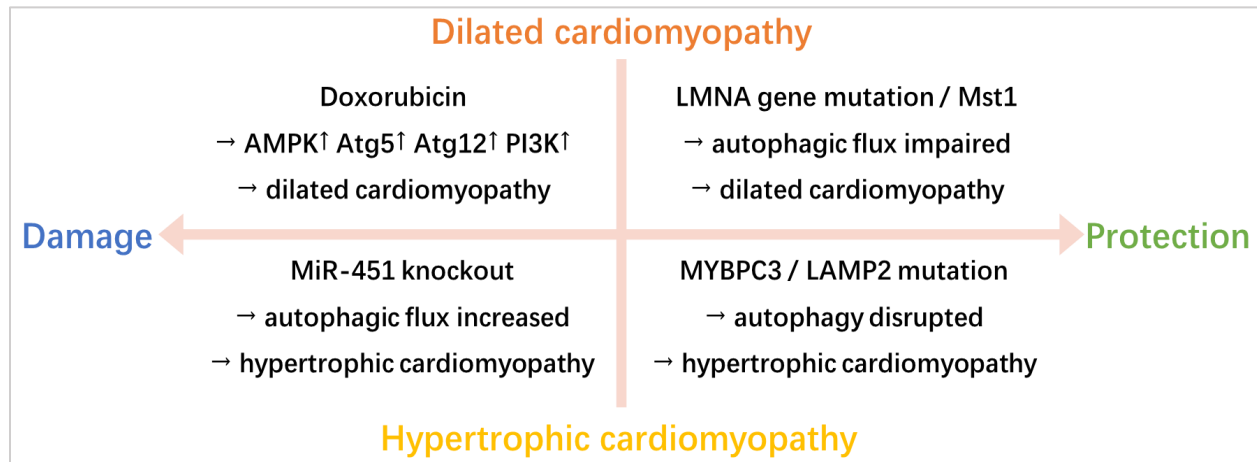 Dilated cardiomyopathy
Doxorubicin
→ AMPK↑ Atg5↑ Atg12↑ PI3K↑
→ dilated cardiomyopathy
LMNA gene mutation / Mst1
→ autophagic flux impaired
→ dilated cardiomyopathy
Damage
Protection
MiR-451 knockout
→ autophagic flux increased
→ hypertrophic cardiomyopathy
MYBPC3 / LAMP2 mutation
→ autophagy disrupted
→ hypertrophic cardiomyopathy
Hypertrophic cardiomyopathy